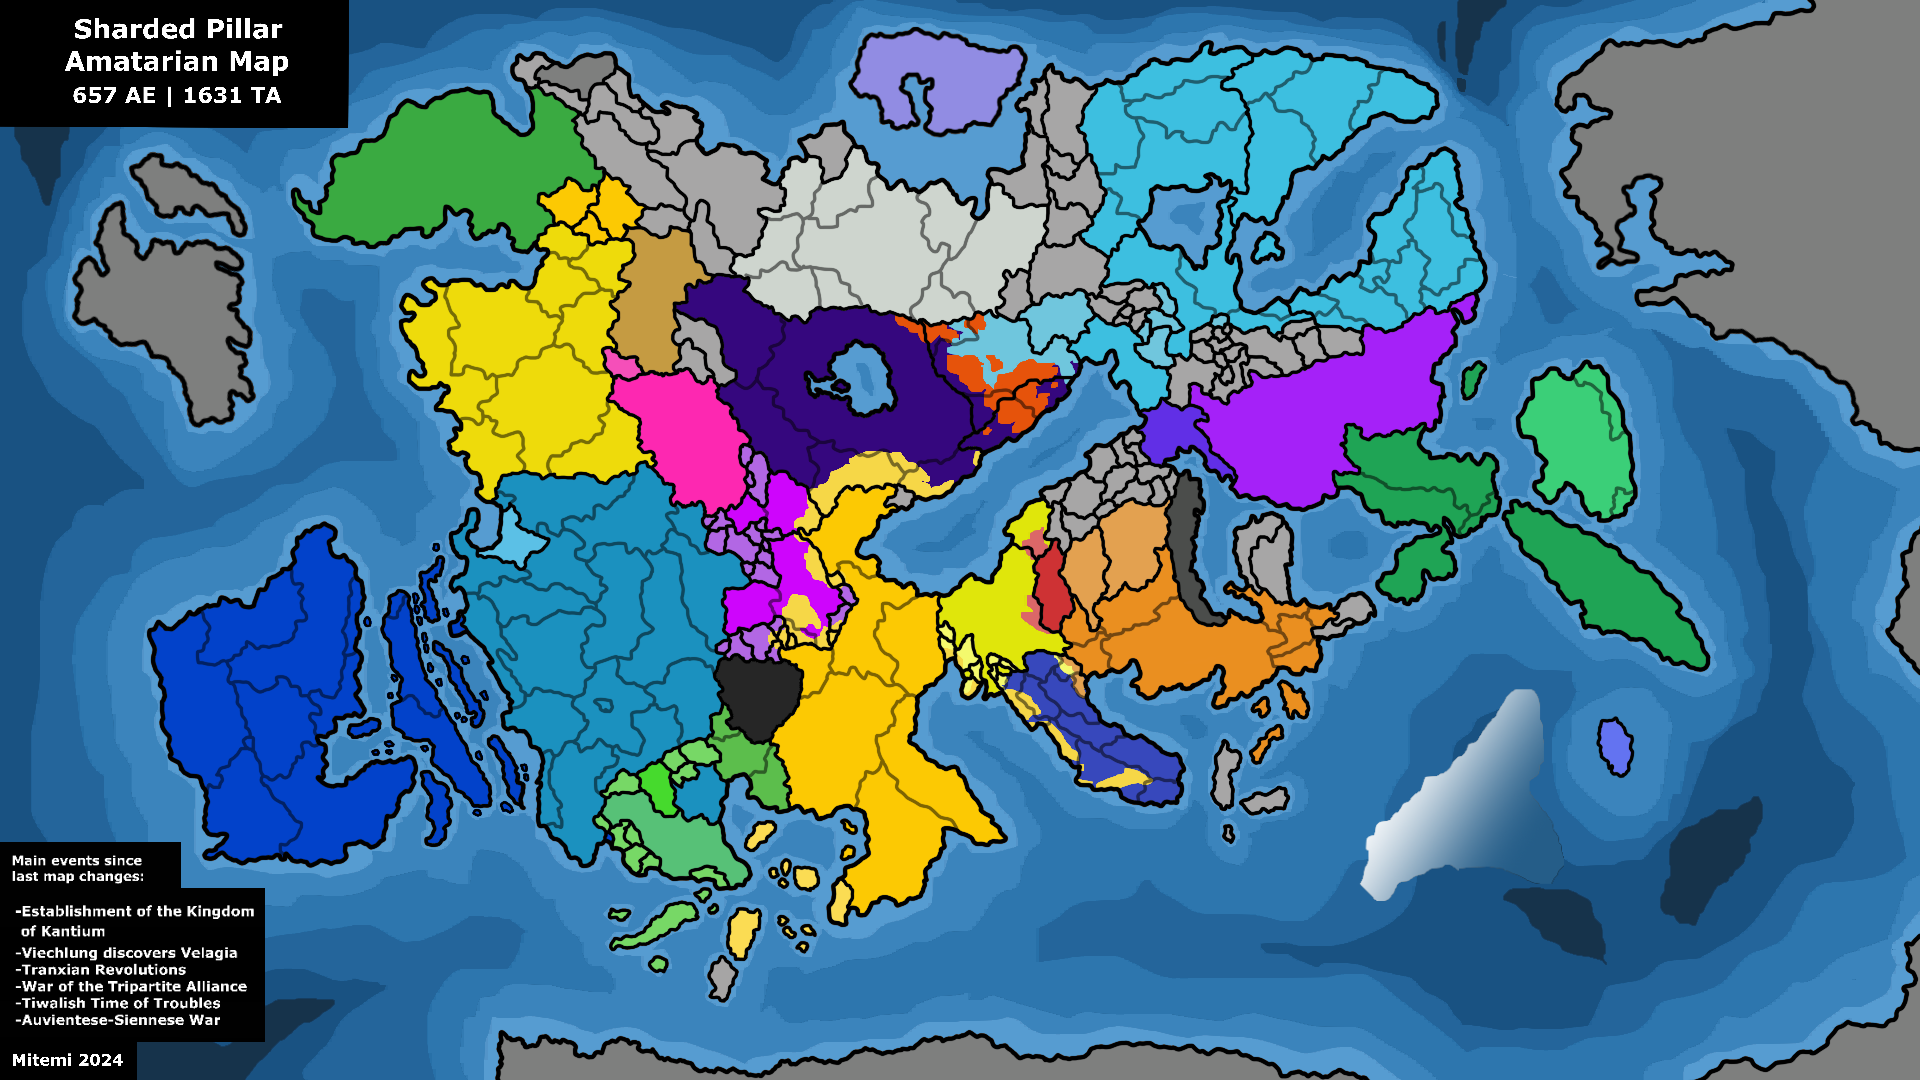 Sharded Pillar
Amatarian Map
657 AE | 1631 TA
Main events since
last map changes:
-Establishment of the Kingdom
of Kantium
-Viechlung discovers Velagia
-Tranxian Revolutions
-War of the Tripartite Alliance
-Tiwalish Time of Troubles
-Auvientese-Siennese War
Mitemi 2024